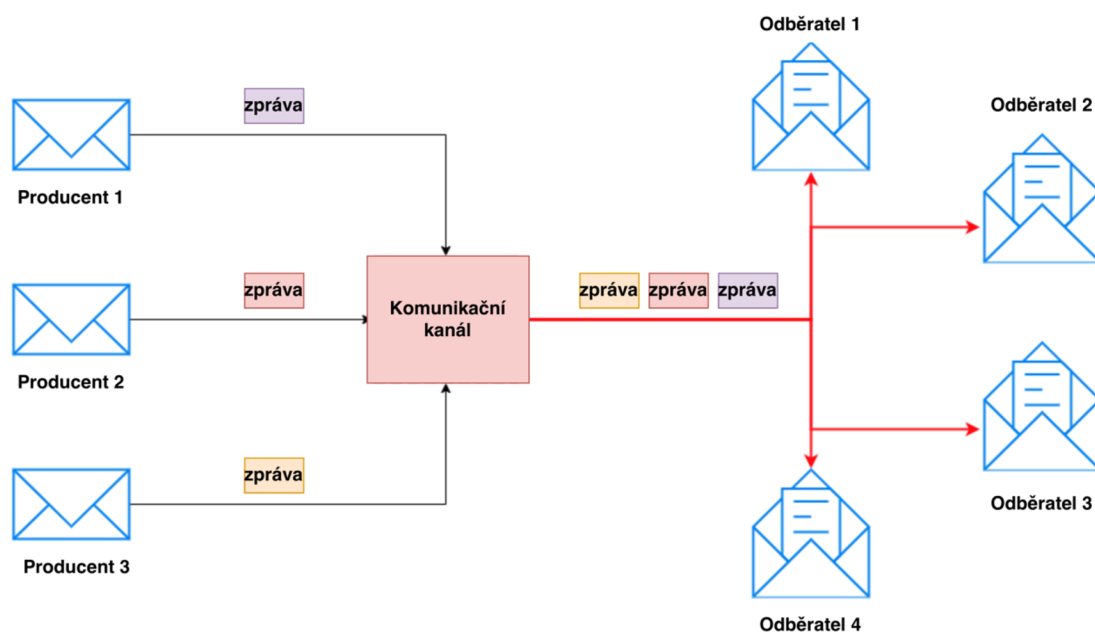 Odběratel 1
Odběratel 2
zpráva
Producent 1
zpráva
Producent 2
Komunikační
kanál
zpráva zpráva zpráva
zpráva
Producent 3
Odběratel 3
Odběratel 4